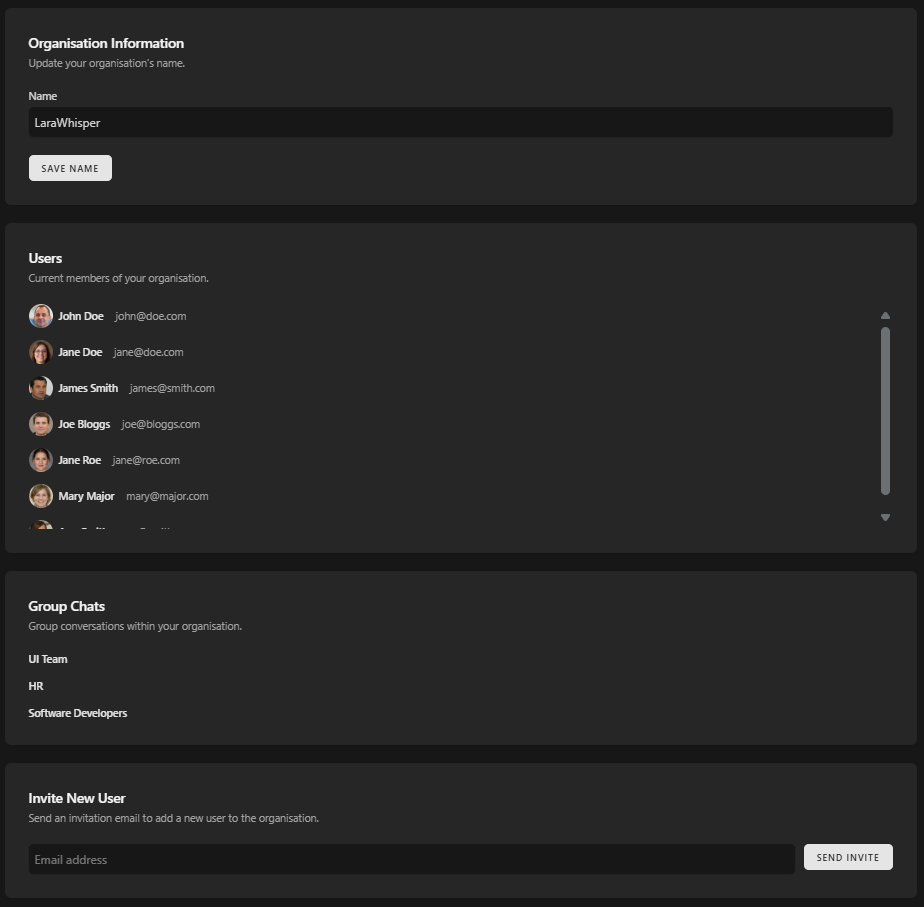 Organisation Information
Update your organisation's name.
Name
LaraWhisper
SAVE NAME
Users
Current members of your organisation.
John Doe john@doe.com
Jane Doe jane@doe.com
James Smith james@smith.com
Joe Bloggs joe@bloggs.com
Jane Roe jane@roe.com
Mary Major mary@major.com
Group Chats
Group conversations within your organisation.
UI Team
HR
Software Developers
Invite New User
Send an invitation email to add a new user to the organisation.
Email address SEND INVITE